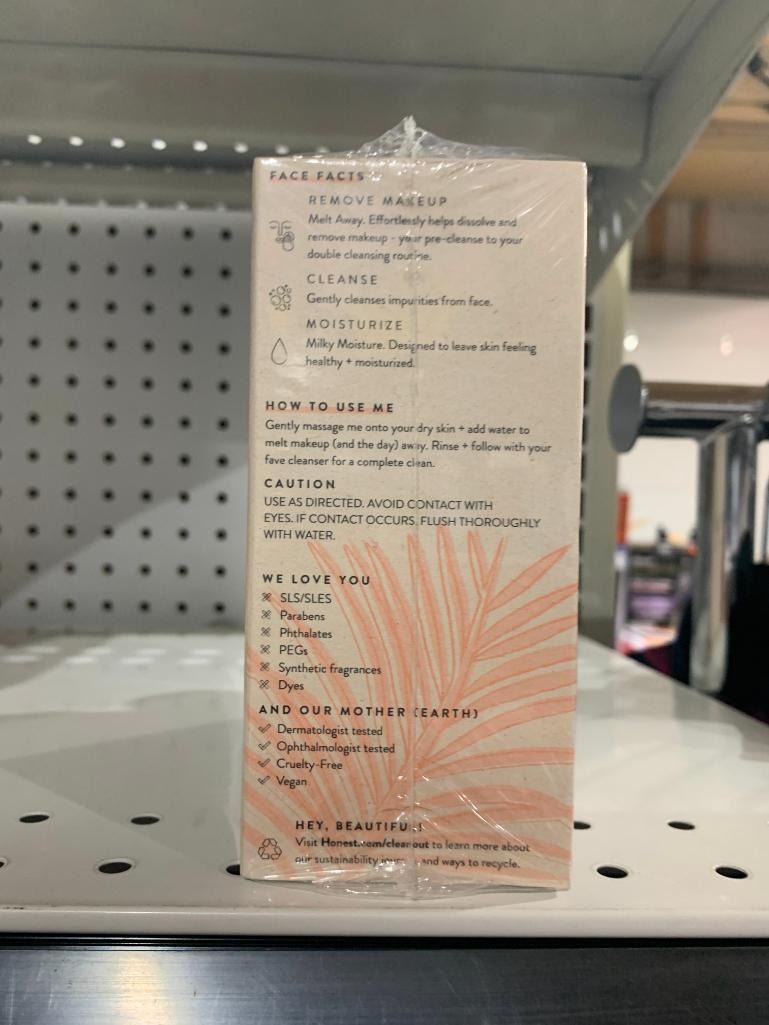 FACE FACTS
REMOVE MAKEUP
Melt Away. Effortlessly helps dissolve and
remove makeup - your pre-cleanse to your
double cleansing routine.
CLEANSE
Gently cleanses impurities from face.
MOISTURIZE
Milky Moisture. Designed to leave skin feeling
healthy + moisturized.
HOW TO USE ME
Gently massage me onto your dry skin + add water to
melt makeup (and the day) away. Rinse + follow with your
fave cleanser for a complete clean.
CAUTION
USE AS DIRECTED. AVOID CONTACT WITH
EYES. IF CONTACT OCCURS, FLUSH THOROUGHLY
WITH WATER.
WE LOVE YOU
SLS/SLES
Parabens
Phthalates
PEGs
Synthetic fragrances
Dyes
AND OUR MOTHER (EARTH)
Dermatologist tested
Ophthalmologist tested
Cruelty-Free
Vegan
HEY, BEAUTIFUL!
Visit Honest.com/cleanout to learn more about
our sustainability and ways to recycle.